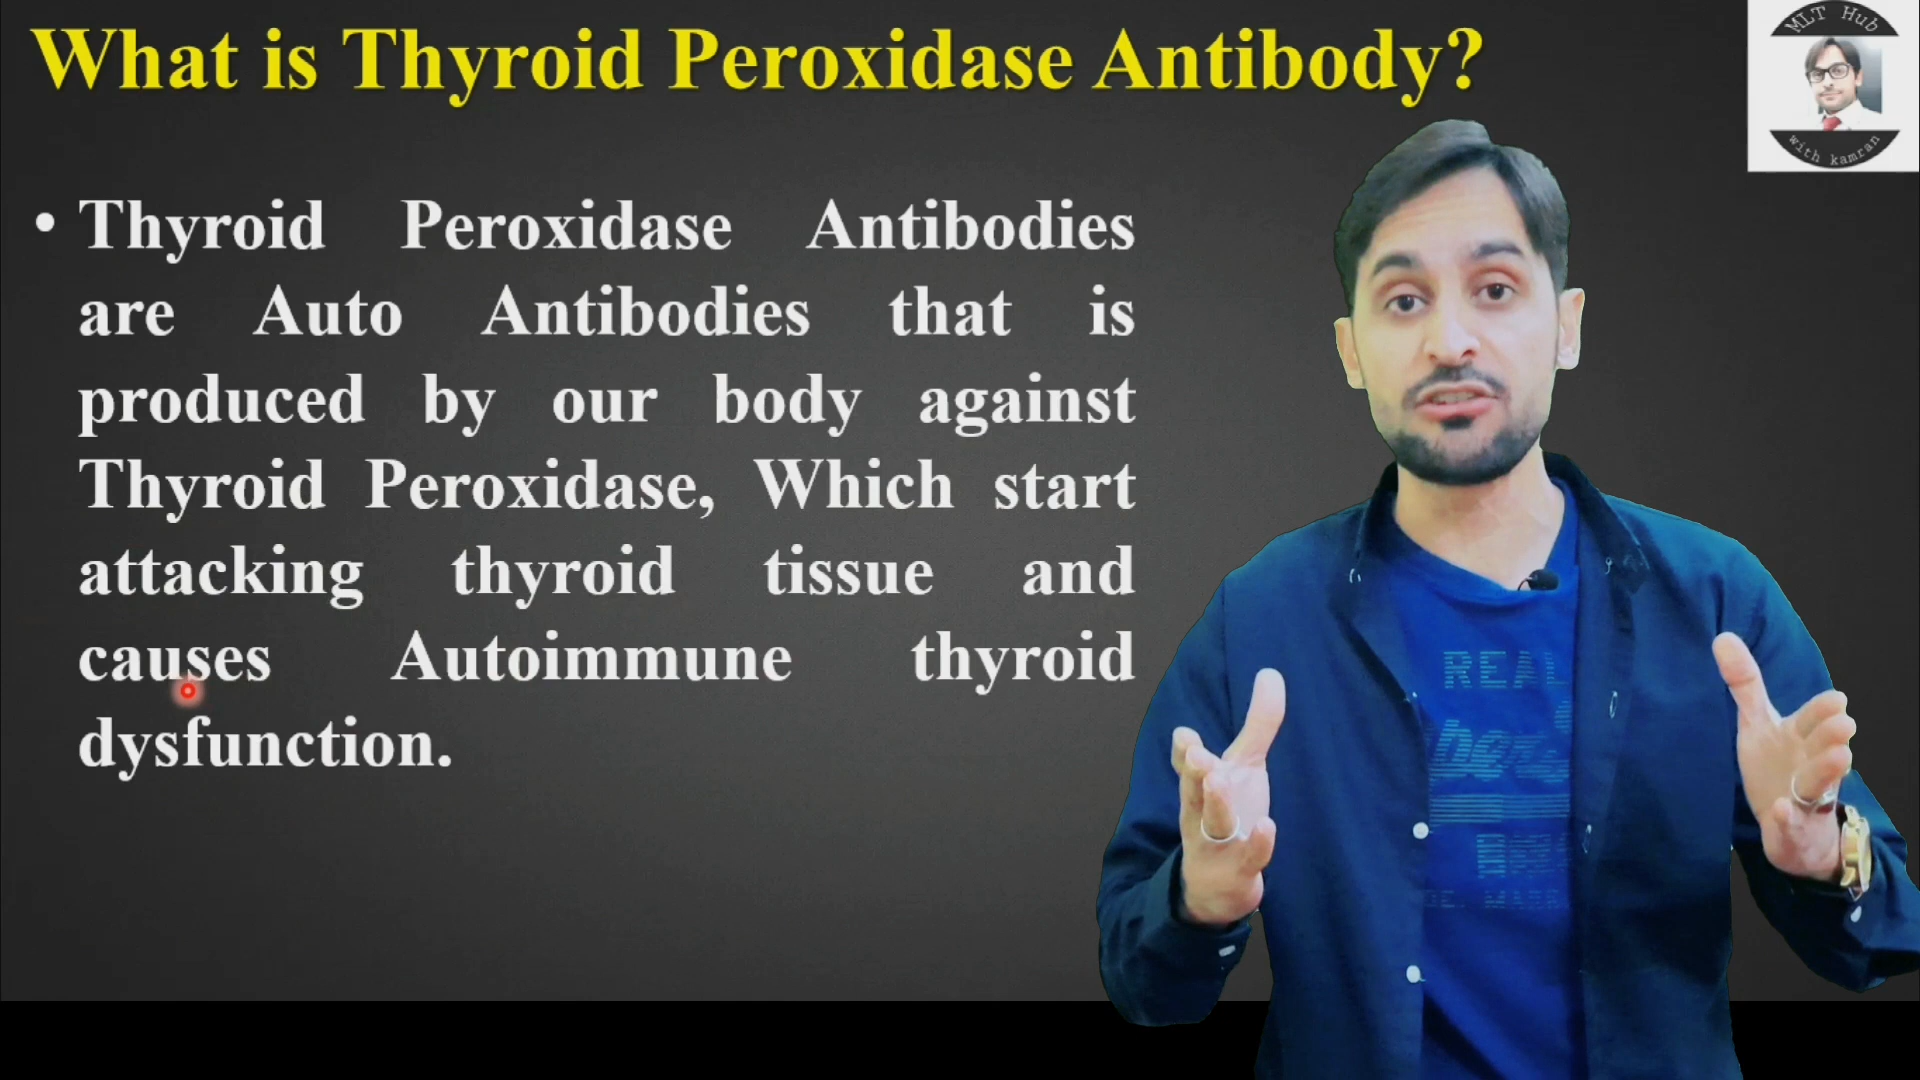 What is Thyroid Peroxidase Antibody?
MLT Hub
with kamran
• Thyroid Peroxidase Antibodies
are Auto Antibodies that is
produced by our body against
Thyroid Peroxidase, Which start
attacking thyroid tissue and
causes Autoimmune thyroid
dysfunction.
REAL